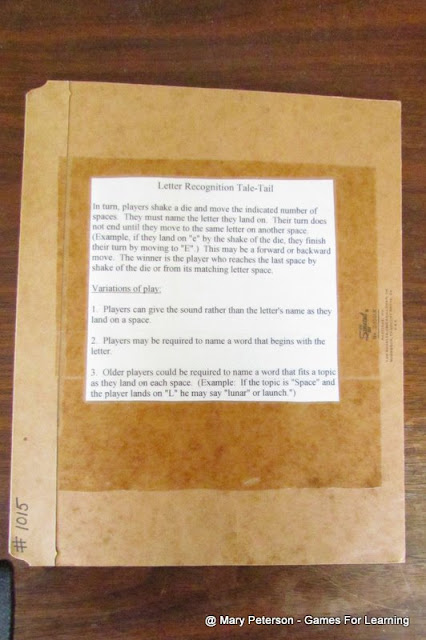 Letter Recognition Tale-Tail
In turn, players shake a die and move the indicated number of
spaces. They must name the letter they land on. Their turn does
not end until they move to the same letter on another space.
(Example, if they land on "e" by the shake of the die, they finish
their turn by moving to "E".) This may be a forward or backward
move. The winner is the player who reaches the last space by
shake of the die or from its matching letter space.
Variations of play:
1. Players can give the sound rather than the letter's name as they
land on a space.
2. Players may be required to name a word that begins with the
letter.
3. Older players could be required to name a word that fits a topic
as they land on each space. (Example: If the topic is "Space" and
the player lands on "L" he may say "lunar" or launch.")
# 1015
@ Mary Peterson - Games For Learning